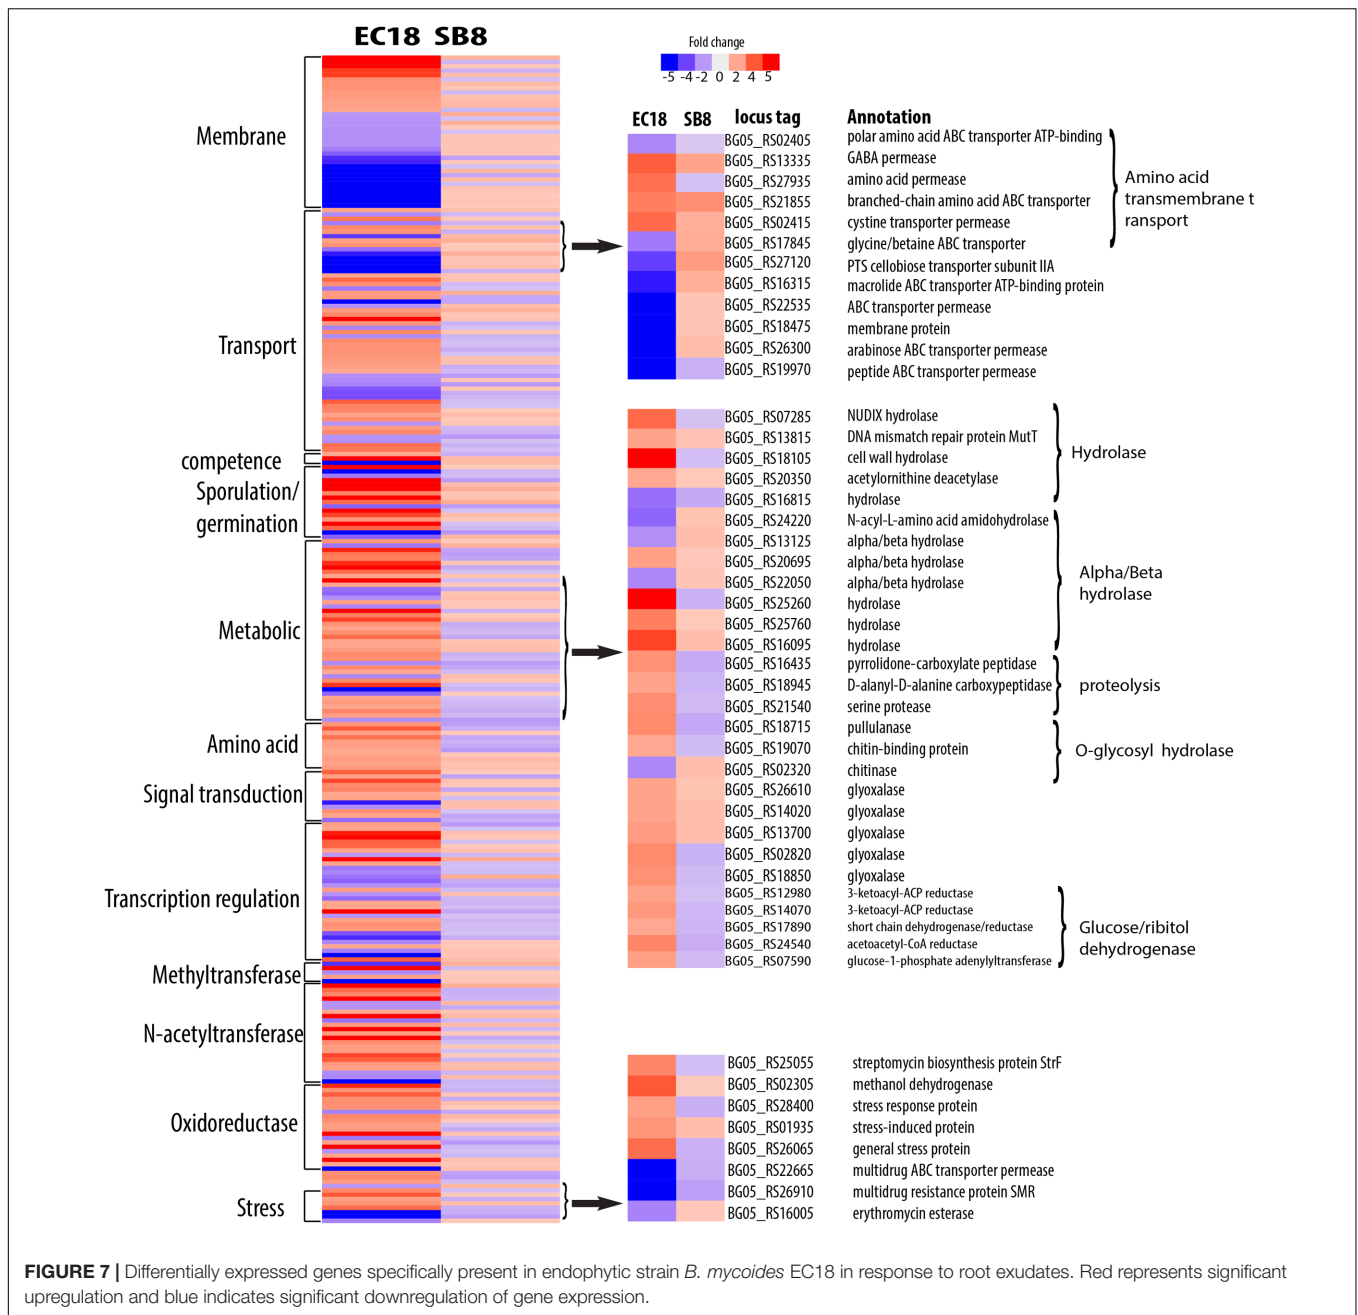 EC18 SB8
Fold change
-5 -4 -2 0 2 4 5
Membrane
Transport
competence
Sporulation/
germination
Metabolic
Amino acid
Signal transduction
Transcription regulation
Methyltransferase
N-acetyltransferase
Oxidoreductase
Stress
EC18 SB8 locus tag Annotation
BG05_RS02405 polar amino acid ABC transporter ATP-binding
BG05_RS13335 GABA permease
BG05_RS27935 amino acid permease
BG05_RS21855 branched-chain amino acid ABC transporter
BG05_RS02415 cystine transporter permease
BG05_RS17845 glycine/betaine ABC transporter
BG05_RS27120 PTS cellobiose transporter subunit IIA
BG05_RS16315 macrolide ABC transporter ATP-binding protein
BG05_RS22535 ABC transporter permease
BG05_RS18475 membrane protein
BG05_RS26300 arabinose ABC transporter permease
BG05_RS19970 peptide ABC transporter permease
Amino acid
transmembrane t
ransport
BG05_RS07285 NUDIX hydrolase
BG05_RS13815 DNA mismatch repair protein MutT
BG05_RS18105 cell wall hydrolase
BG05_RS20350 acetylornithine deacetylase
BG05_RS16815 hydrolase
BG05_RS24220 N-acyl-L-amino acid amidohydrolase
BG05_RS13125 alpha/beta hydrolase
BG05_RS20695 alpha/beta hydrolase
BG05_RS22050 alpha/beta hydrolase
BG05_RS25260 hydrolase
BG05_RS25760 hydrolase
BG05_RS16095 hydrolase
BG05_RS16435 pyrrolidone-carboxylate peptidase
BG05_RS18945 D-alanyl-D-alanine carboxypeptidase
BG05_RS21540 serine protease
BG05_RS18715 pullulanase
BG05_RS19070 chitin-binding protein
BG05_RS02320 chitinase
BG05_RS26610 glyoxalase
BG05_RS14020 glyoxalase
BG05_RS13700 glyoxalase
BG05_RS02820 glyoxalase
BG05_RS18850 glyoxalase
BG05_RS12980 3-ketoacyl-ACP reductase
BG05_RS14070 3-ketoacyl-ACP reductase
BG05_RS17890 short chain dehydrogenase/reductase
BG05_RS24540 acetoacetyl-CoA reductase
BG05_RS07590 glucose-1-phosphate adenylyltransferase
Hydrolase
Alpha/Beta
hydrolase
proteolysis
O-glycosyl hydrolase
Glucose/ribitol
dehydrogenase
BG05_RS25055 streptomycin biosynthesis protein StrF
BG05_RS02305 methanol dehydrogenase
BG05_RS28400 stress response protein
BG05_RS01935 stress-induced protein
BG05_RS26065 general stress protein
BG05_RS22665 multidrug ABC transporter permease
BG05_RS26910 multidrug resistance protein SMR
BG05_RS16005 erythromycin esterase
FIGURE 7 | Differentially expressed genes specifically present in endophytic strain B. mycoides EC18 in response to root exudates. Red represents significant
upregulation and blue indicates significant downregulation of gene expression.